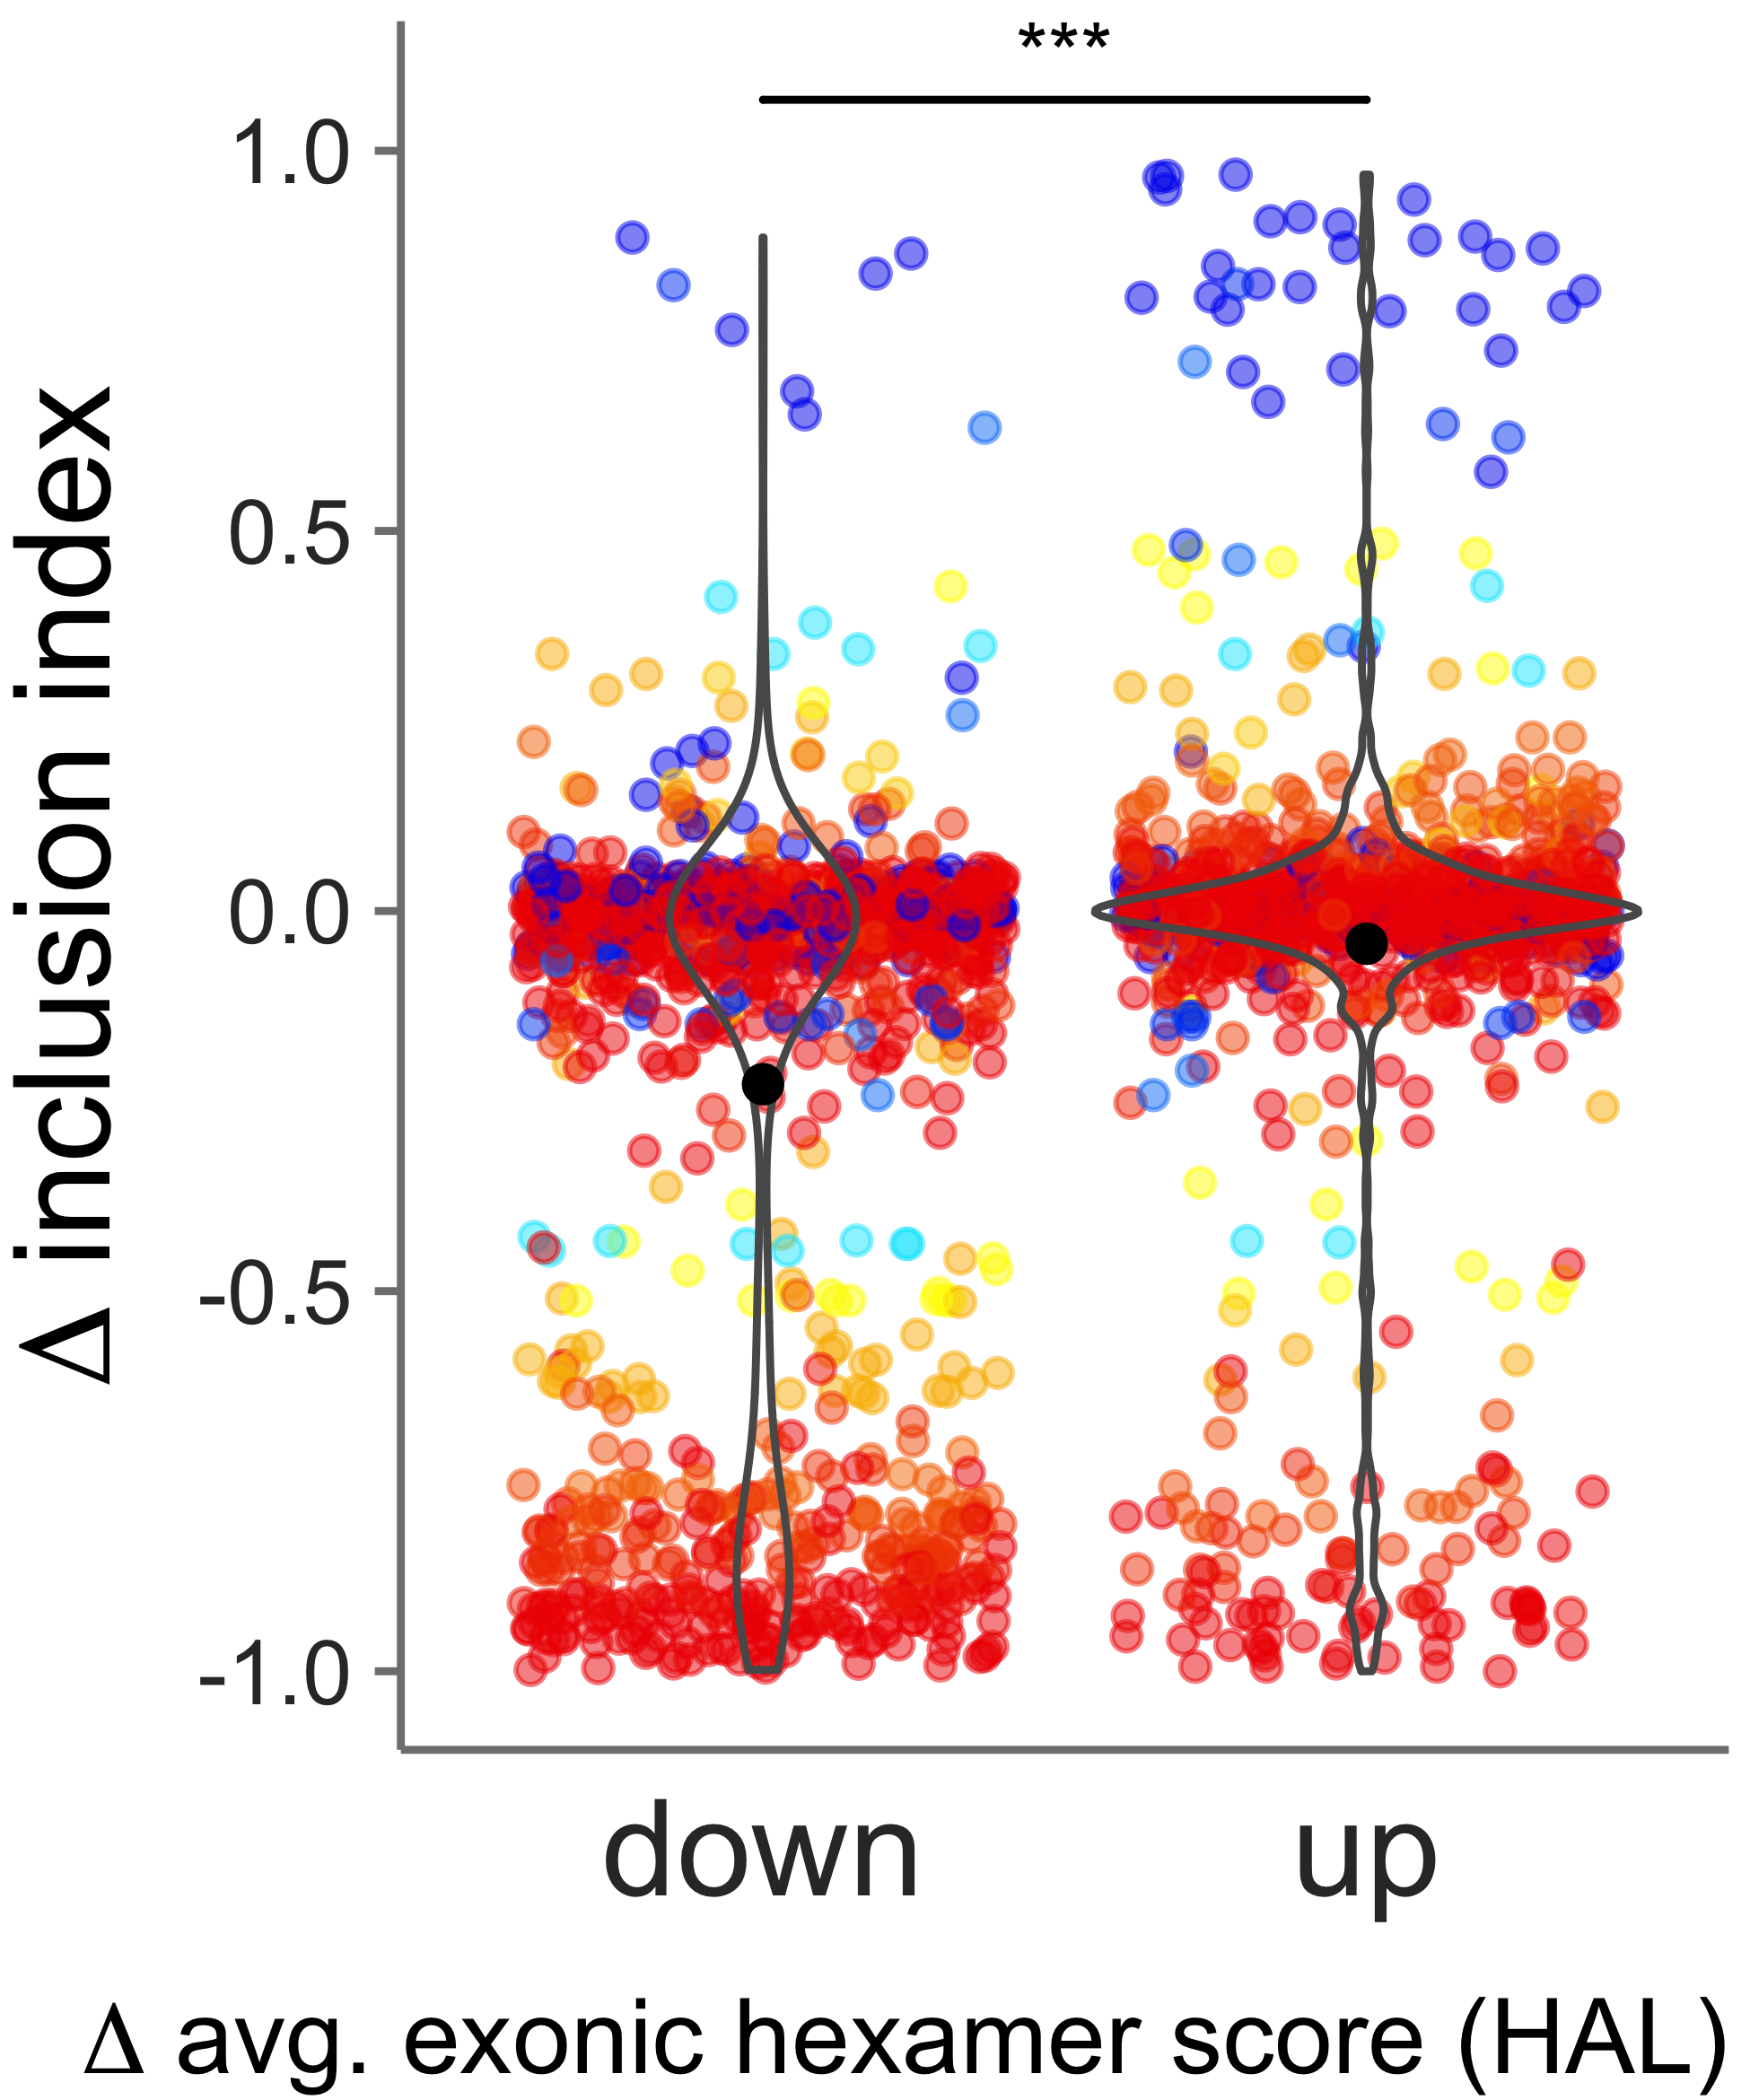 ***
Δ inclusion index
1.0
0.5
0.0
-0.5
-1.0
down up
Δ avg. exonic hexamer score (HAL)